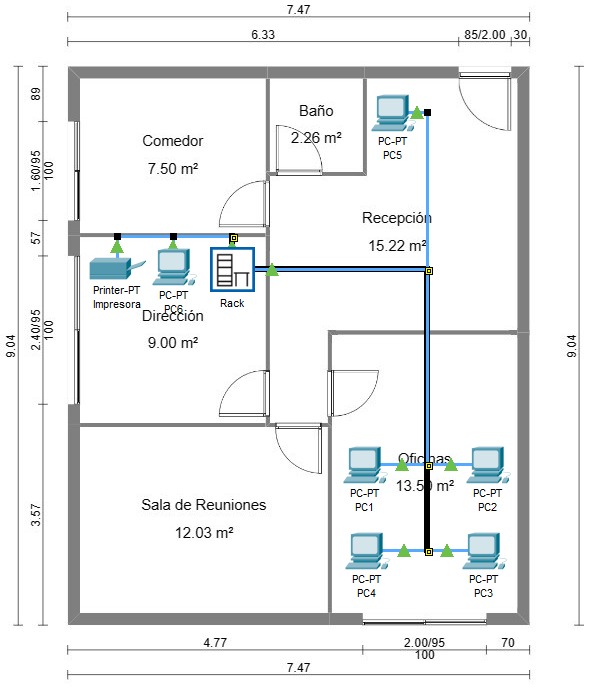 7.47
6.33
85/2.00
30
89
Comedor
7.50 m²
Baño
2.26 m²
PC-PT
PC5
1.60/95
100
Recepción
15.22 m²
57
Printer-PT
Impresora
PC-PT
PC6
Rack
Dirección
9.00 m²
2.40/95
100
9.04
9.04
Oficinas
13.50 m²
PC-PT
PC1
PC-PT
PC2
Sala de Reuniones
12.03 m²
3.57
PC-PT
PC4
PC-PT
PC3
4.77
2.00/95
100
70
7.47